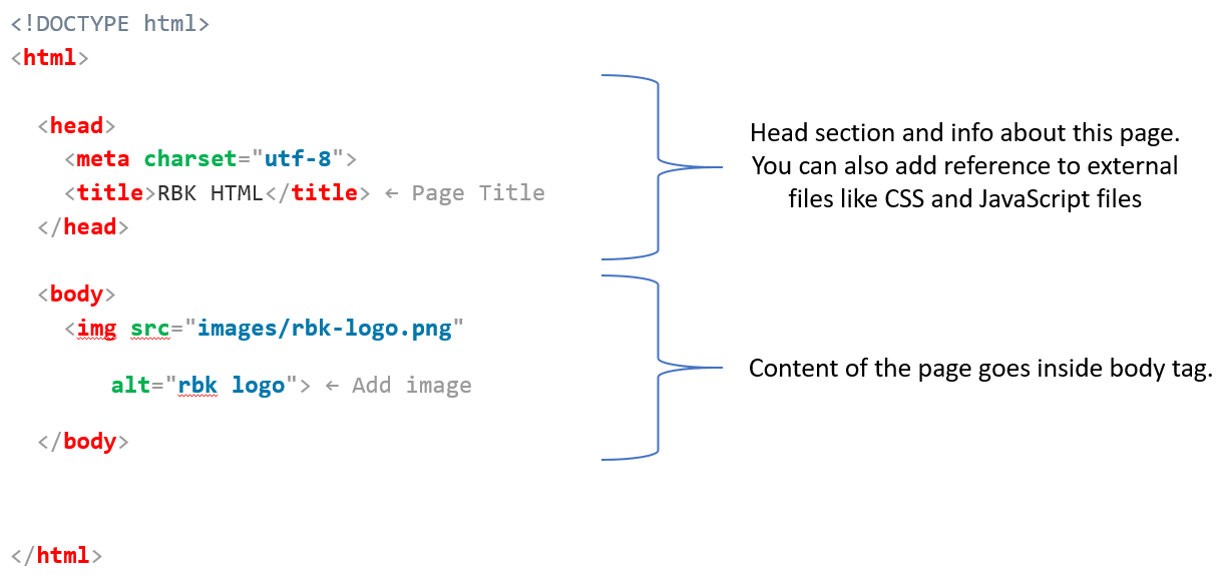 <!DOCTYPE html>
<html>
<head>
<meta charset="utf-8">
<title>RBK HTML</title> ← Page Title
</head>
Head section and info about this page.
You can also add reference to external
files like CSS and JavaScript files
<body>
<img src="images/rbk-logo.png"
alt="rbk logo"> ← Add image
</body>
Content of the page goes inside body tag.
</html>